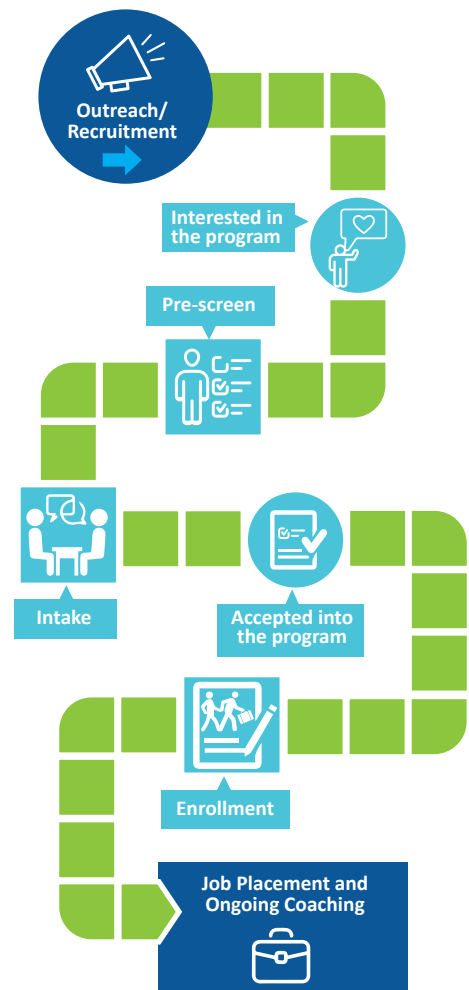 Outreach/
Recruitment
Interested in
the program
Pre-screen
Intake
Accepted into
the program
Enrollment
Job Placement and
Ongoing Coaching